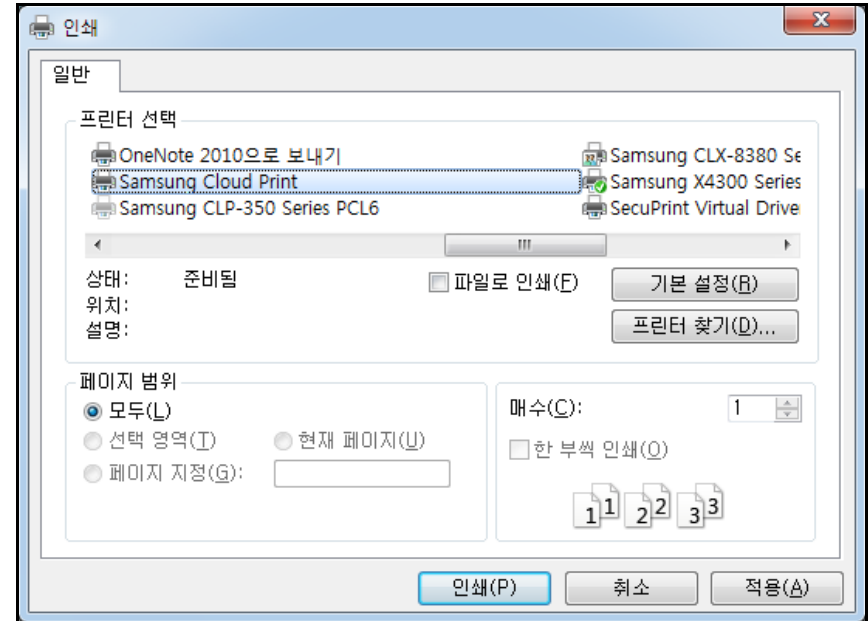 인쇄
일반
프린터 선택
OneNote 2010으로 보내기
Samsung CLX-8380 Se
Samsung Cloud Print
Samsung X4300 Series
Samsung CLP-350 Series PCL6
SecuPrint Virtual Drive
상태: 준비됨
파일로 인쇄(F)
기본 설정(R)
위치:
설명:
프린터 찾기(D)...
페이지 범위
모두(L)
선택 영역(T)
현재 페이지(U)
페이지 지정(G):
매수(C): 1
한 부씩 인쇄(O)
1 1 2 2 3 3
인쇄(P)
취소
적용(A)